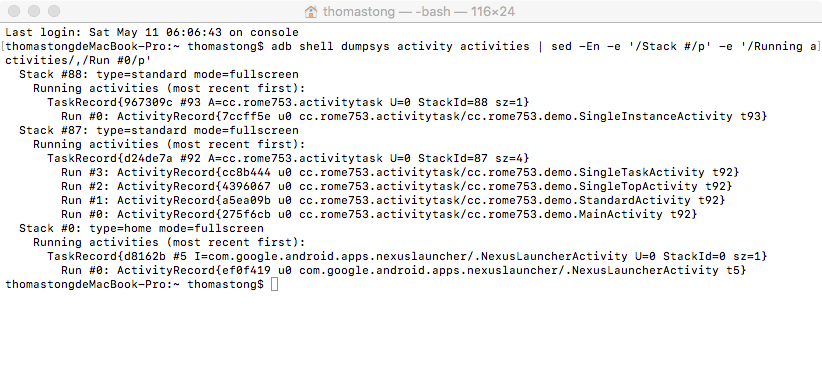 thomastong — -bash — 116×24
Last login: Sat May 11 06:06:43 on console
[thomastongdeMacBook-Pro:~ thomastong$ adb shell dumpsys activity activities | sed -En -e '/Stack #/p' -e '/Running a]
ctivities/,/Run #0/p'
  Stack #88: type=standard mode=fullscreen
    Running activities (most recent first):
      TaskRecord{967309c #93 A=cc.rome753.activitytask U=0 StackId=88 sz=1}
        Run #0: ActivityRecord{7ccff5e u0 cc.rome753.activitytask/cc.rome753.demo.SingleInstanceActivity t93}
  Stack #87: type=standard mode=fullscreen
    Running activities (most recent first):
      TaskRecord{d24de7a #92 A=cc.rome753.activitytask U=0 StackId=87 sz=4}
        Run #3: ActivityRecord{cc8b444 u0 cc.rome753.activitytask/cc.rome753.demo.SingleTaskActivity t92}
        Run #2: ActivityRecord{4396067 u0 cc.rome753.activitytask/cc.rome753.demo.SingleTopActivity t92}
        Run #1: ActivityRecord{a5ea09b u0 cc.rome753.activitytask/cc.rome753.demo.StandardActivity t92}
        Run #0: ActivityRecord{275f6cb u0 cc.rome753.activitytask/cc.rome753.demo.MainActivity t92}
  Stack #0: type=home mode=fullscreen
    Running activities (most recent first):
      TaskRecord{d8162b #5 I=com.google.android.apps.nexuslauncher/.NexusLauncherActivity U=0 StackId=0 sz=1}
        Run #0: ActivityRecord{ef0f419 u0 com.google.android.apps.nexuslauncher/.NexusLauncherActivity t5}
thomastongdeMacBook-Pro:~ thomastong$